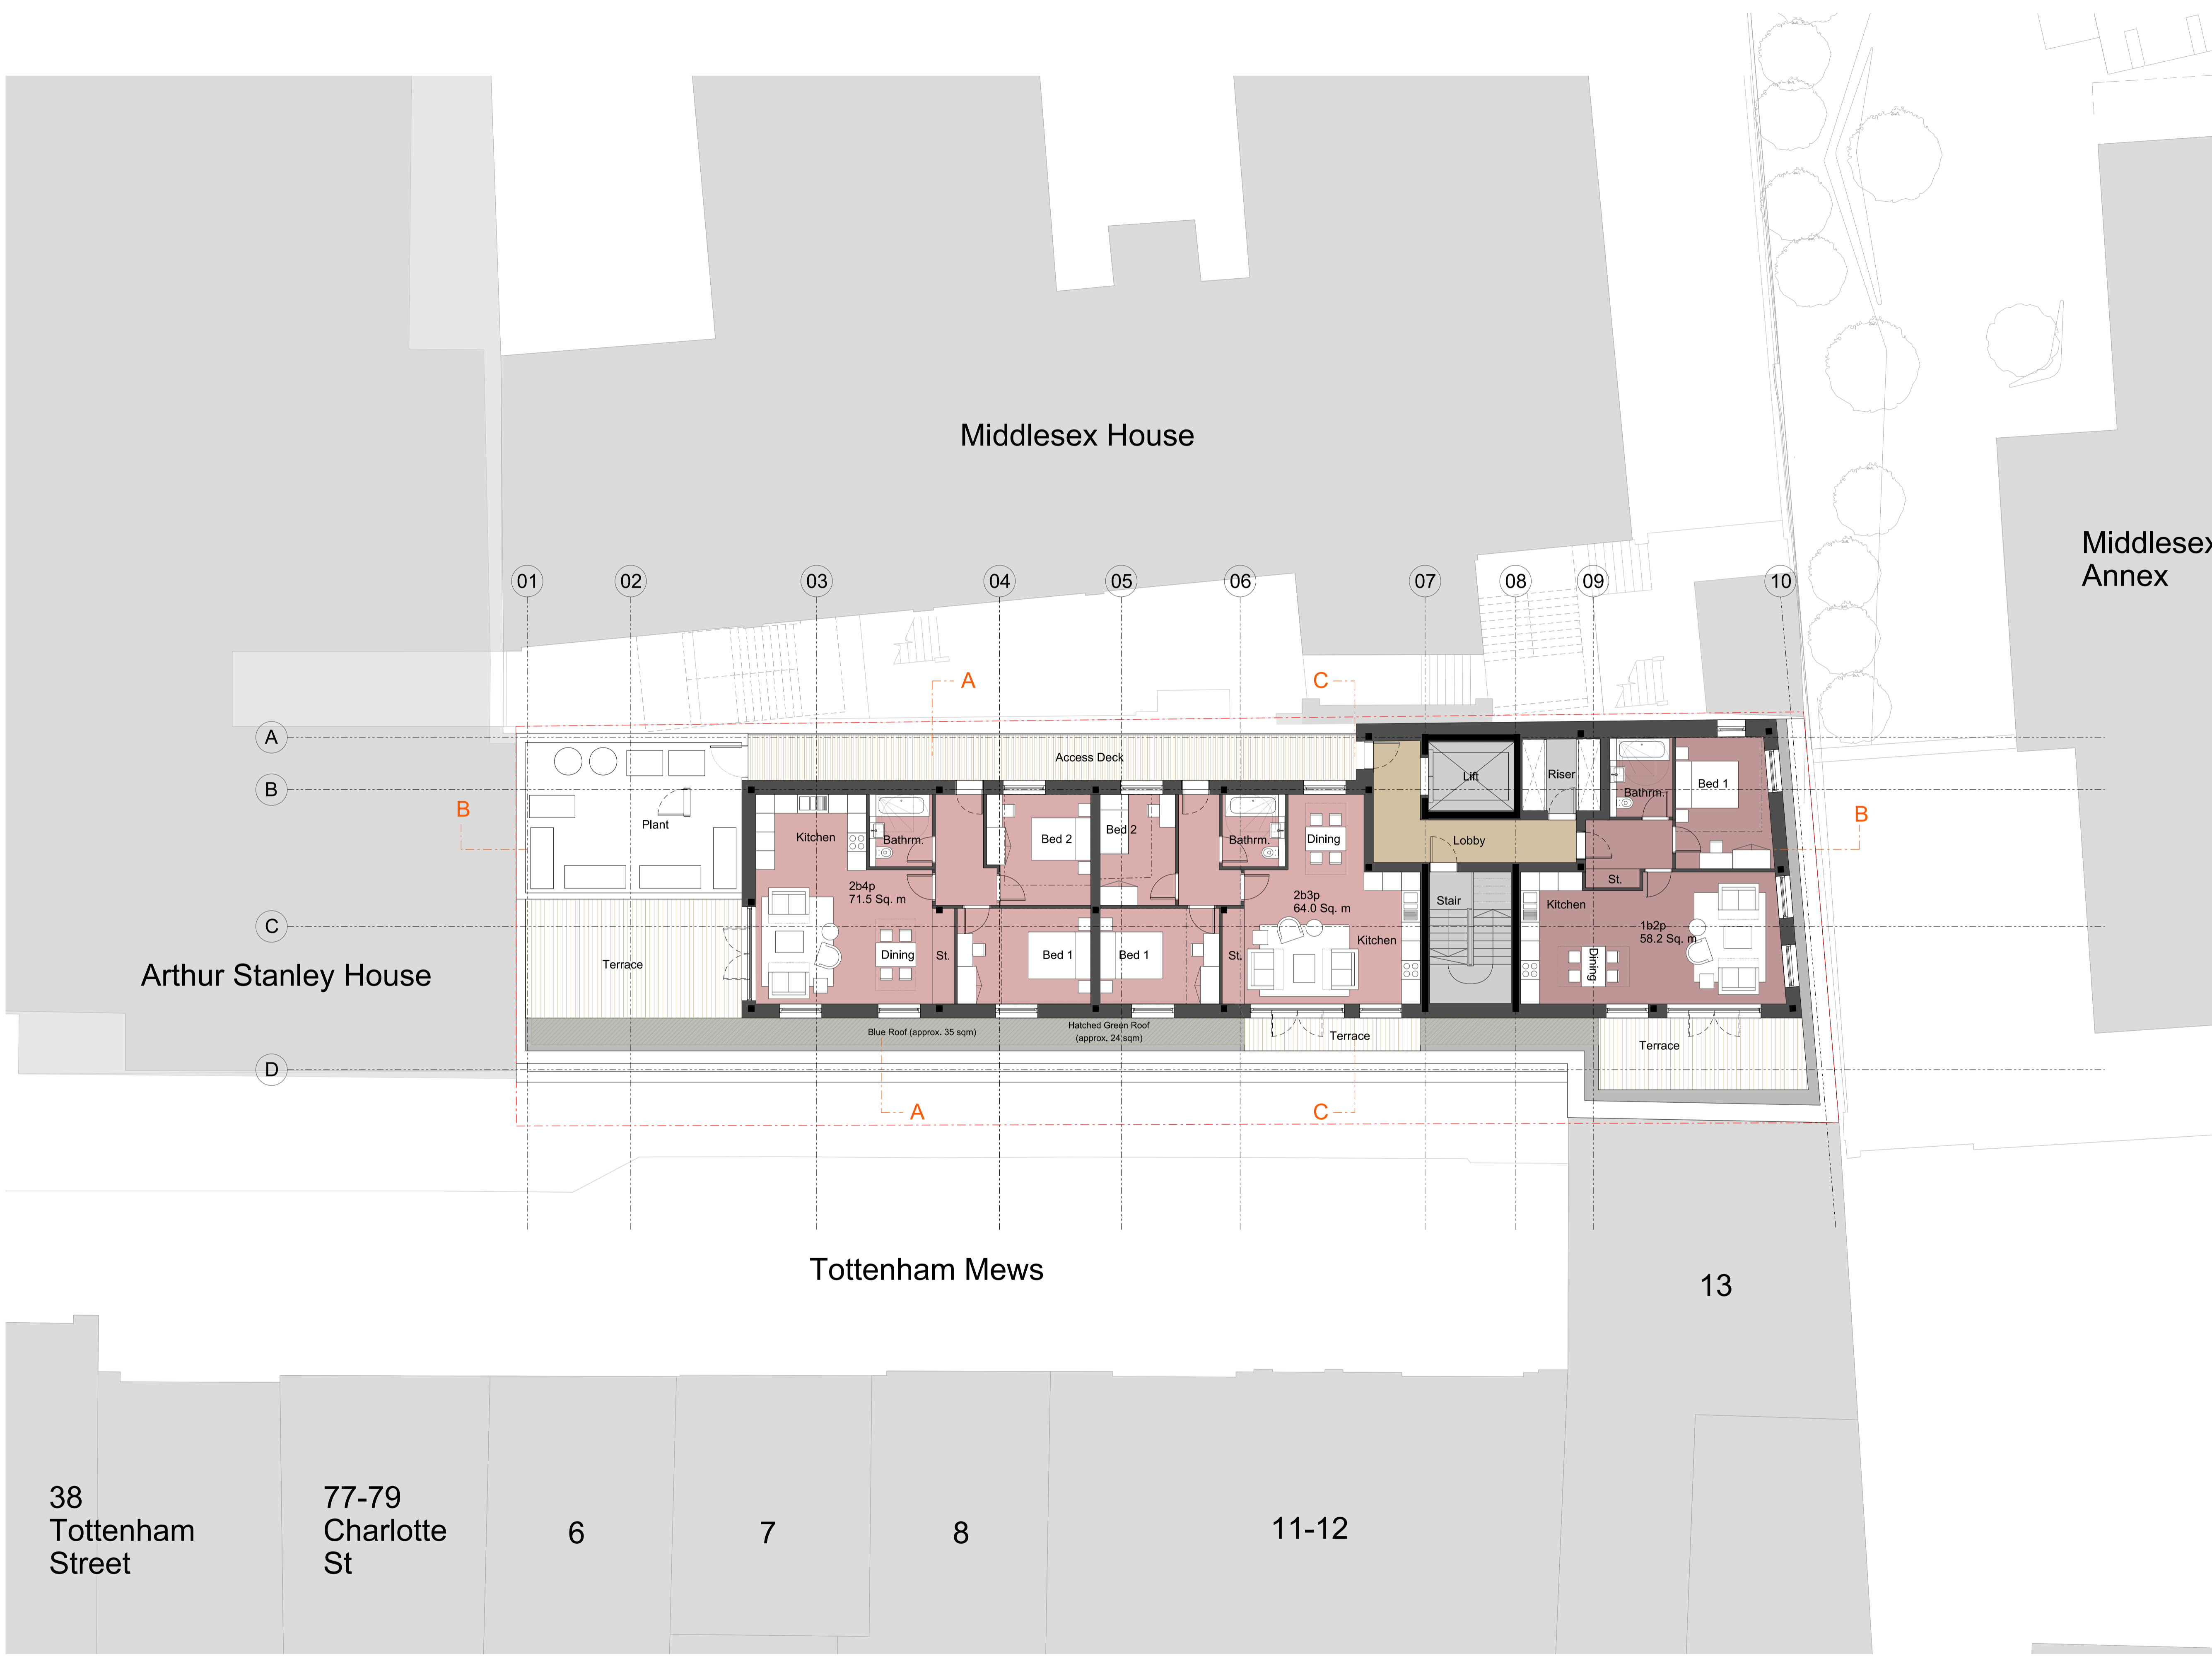 Middlesex House
Middlesex
Annex
01
02
03
04
05
06
07
08
09
10
A
C
A
Access Deck
Lift
Riser
Bed 1
B
Bathrm.
B
Plant
B
Kitchen
Bathrm.
Bed 2
Bed 2
Bathrm.
Dining
Lobby
2b4p
71.5 Sq. m
St.
2b3p
64.0 Sq. m
Stair
Kitchen
1b2p
58.2 Sq. m
C
Kitchen
Arthur Stanley House
Terrace
Dining
St.
Bed 1
Bed 1
St.
Dining
Blue Roof (approx. 35 sqm)
Hatched Green Roof
(approx. 24 sqm)
Terrace
Terrace
D
A
C
Tottenham Mews
13
38
Tottenham
Street
77-79
Charlotte
St
6
7
8
11-12